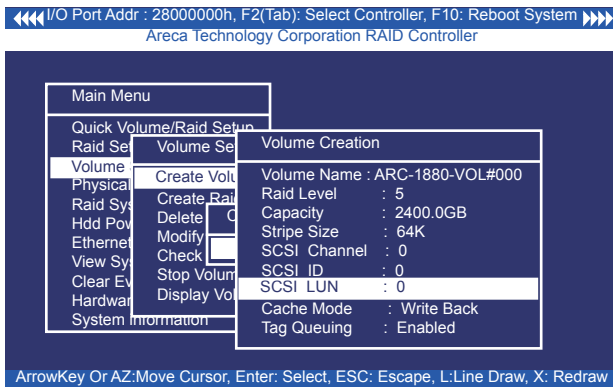 I/O Port Addr : 28000000h, F2(Tab): Select Controller, F10: Reboot System
Areca Technology Corporation RAID Controller
Main Menu
Quick Volume/Raid Setup
Raid Set
Volume
Physical
Raid Sys
Hdd Pow
Ethernet
View Sys
Clear Ev
Hardwar
System Information
Volume Se
Create Volu
Create Rai
Delete
Modify
Check
Stop Volum
Display Vol
C
Volume Creation
Volume Name : ARC-1880-VOL#000
Raid Level : 5
Capacity : 2400.0GB
Stripe Size : 64K
SCSI Channel : 0
SCSI ID : 0
SCSI LUN : 0
Cache Mode : Write Back
Tag Queuing : Enabled
ArrowKey Or AZ:Move Cursor, Enter: Select, ESC: Escape, L:Line Draw, X: Redraw